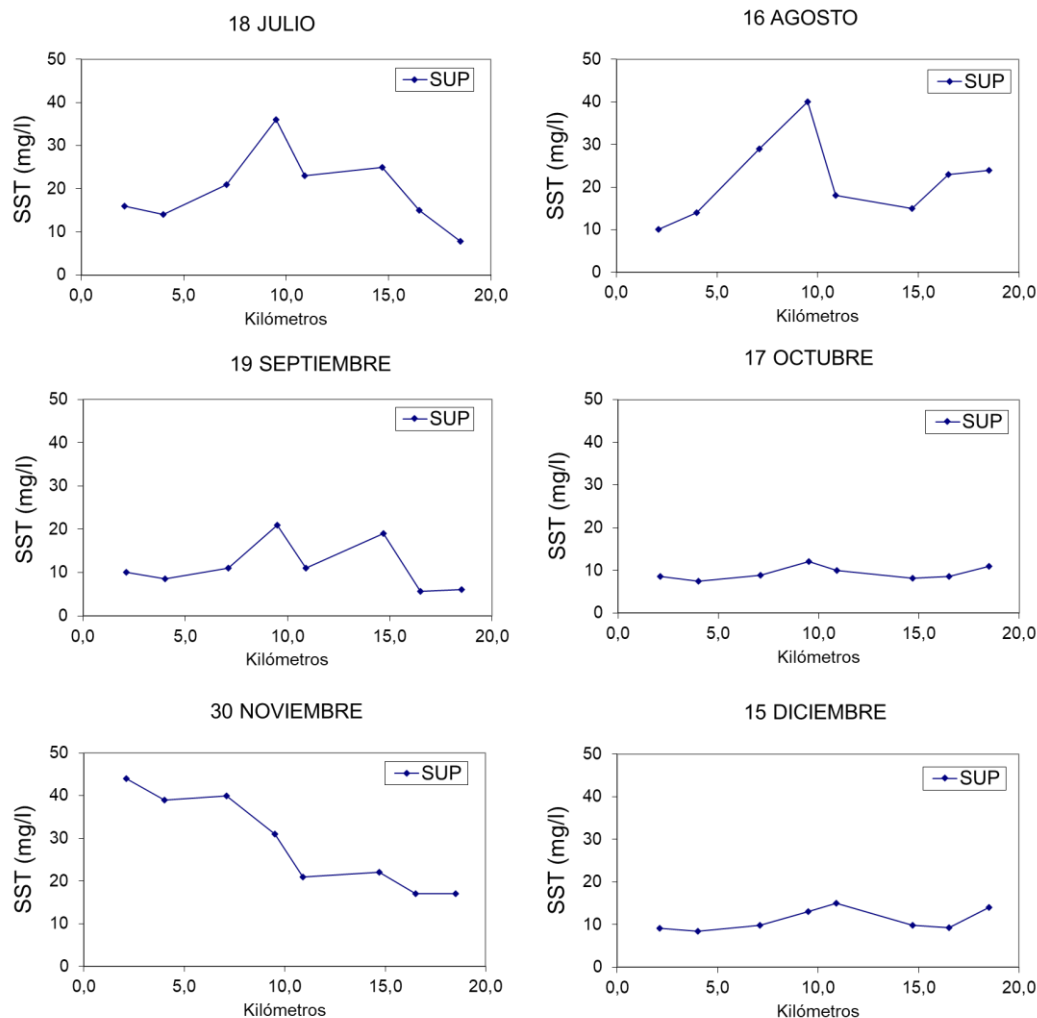 18 JULIO
SST (mg/l)
50
40
30
20
10
0
SUP
0,0 5,0 10,0 15,0 20,0
Kilómetros
16 AGOSTO
SST (mg/l)
50
40
30
20
10
0
SUP
0,0 5,0 10,0 15,0 20,0
Kilómetros
19 SEPTIEMBRE
SST (mg/l)
50
40
30
20
10
0
SUP
0,0 5,0 10,0 15,0 20,0
Kilómetros
17 OCTUBRE
SST (mg/l)
50
40
30
20
10
0
SUP
0,0 5,0 10,0 15,0 20,0
Kilómetros
30 NOVIEMBRE
SST (mg/l)
50
40
30
20
10
0
SUP
0,0 5,0 10,0 15,0 20,0
Kilómetros
15 DICIEMBRE
SST (mg/l)
50
40
30
20
10
0
SUP
0,0 5,0 10,0 15,0 20,0
Kilómetros